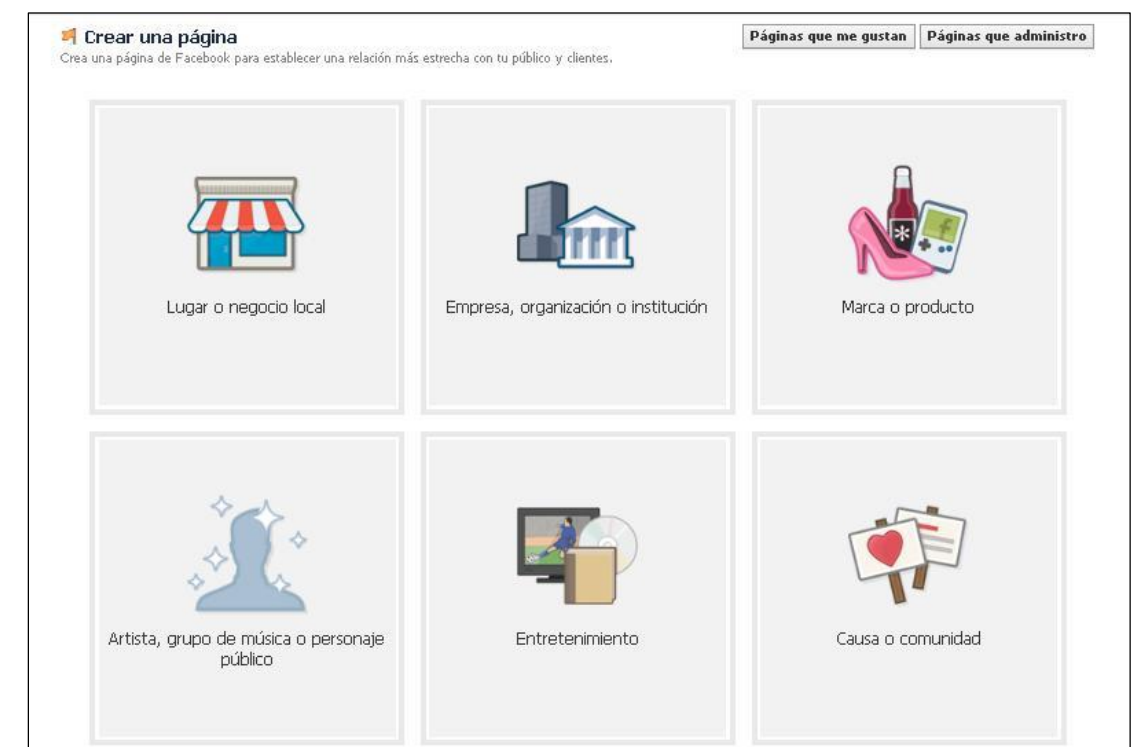 Crear una página
Páginas que me gustan
Páginas que administro
Crea una página de Facebook para establecer una relación más estrecha con tu público y clientes.
Lugar o negocio local
Empresa, organización o institución
Marca o producto
Artista, grupo de música o personaje
público
Entretenimiento
Causa o comunidad